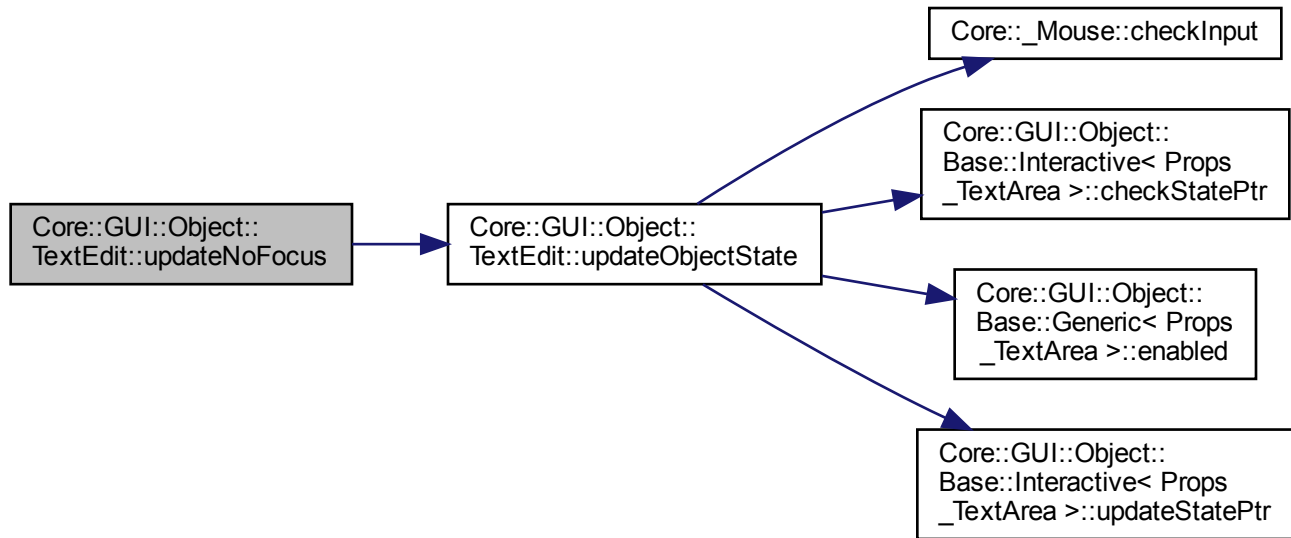 Core::_Mouse::checkInput
Core::GUI::Object::
Base::Interactive< Props
_TextArea >::checkStatePtr
Core::GUI::Object::
TextEdit::updateNoFocus
Core::GUI::Object::
TextEdit::updateObjectState
Core::GUI::Object::
Base::Generic< Props
_TextArea >::enabled
Core::GUI::Object::
Base::Interactive< Props
_TextArea >::updateStatePtr